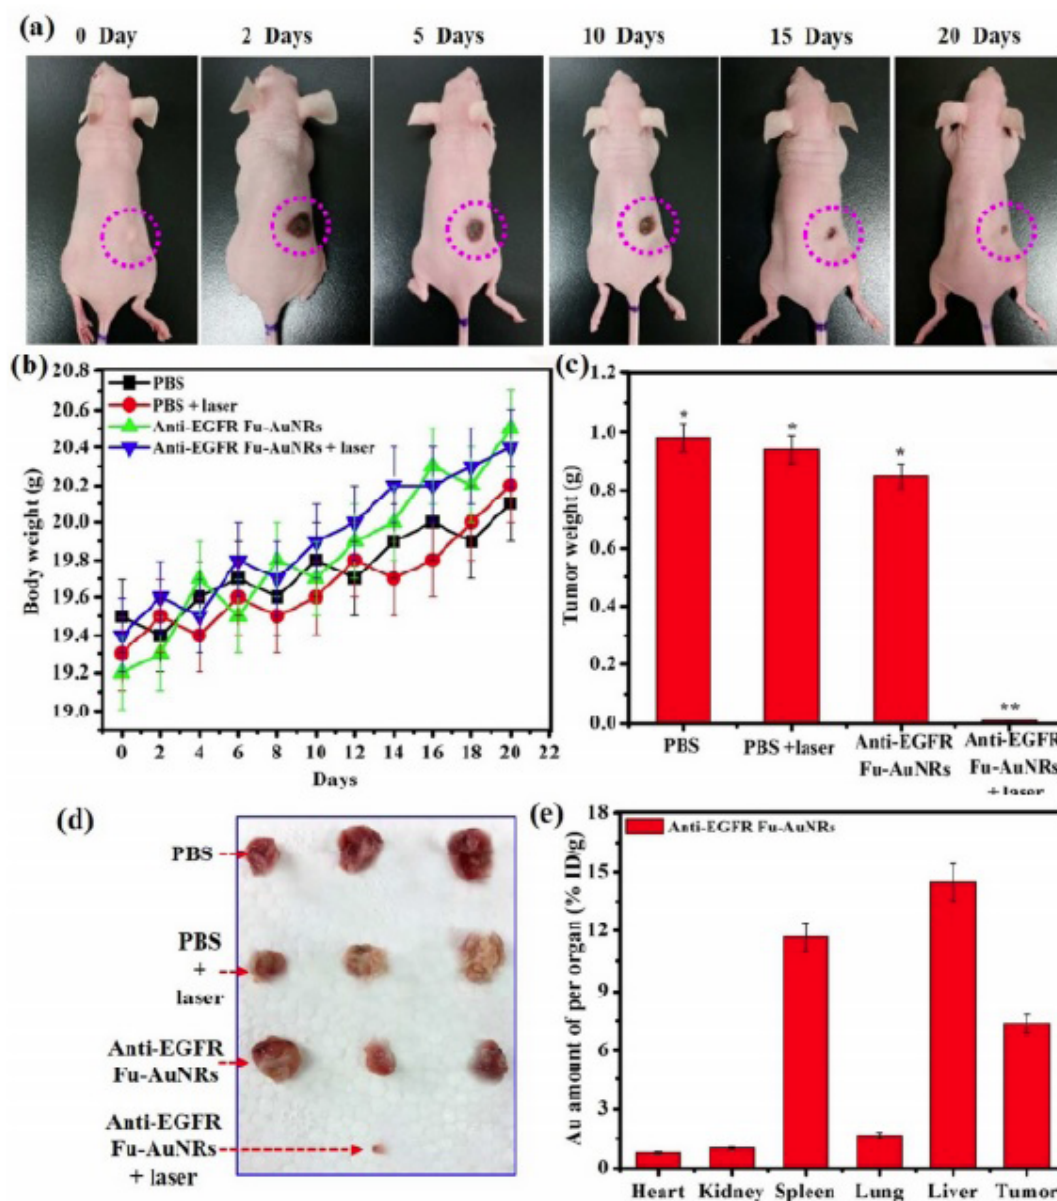 (a)
0 Day 2 Days 5 Days 10 Days 15 Days 20 Days
(b)
20.8
20.6
20.4
20.2
20.0
19.8
19.6
19.4
19.2
19.0
Body weight (g)
PBS
PBS + laser
Anti-EGFR Fu-AuNRs
Anti-EGFR Fu-AuNRs + laser
0 2 4 6 8 10 12 14 16 18 20 22
Days
(c)
1.2
1.0
0.8
0.6
0.4
0.2
0.0
Tumor weight (g)
*
*
*
**
PBS
PBS +laser
Anti-EGFR
Fu-AuNRs
Anti-EGFR
Fu-AuNRs
+ laser
(d)
PBS
PBS
+
laser
Anti-EGFR
Fu-AuNRs
Anti-EGFR
Fu-AuNRs
+ laser
(e)
18
15
12
9
6
3
0
Au amount of per organ (% ID/g)
Anti-EGFR Fu-AuNRs
Heart Kidney Spleen Lung Liver Tumor